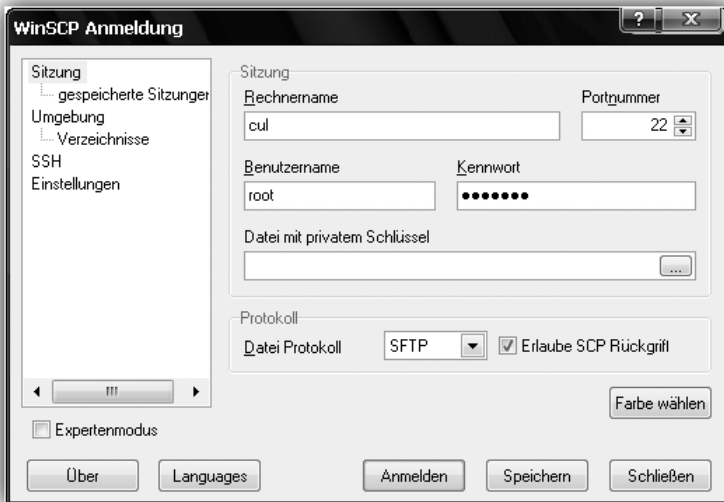 WinSCP Anmeldung
? X
Sitzung
gespeicherte Sitzunger
Umgebung
Verzeichnisse
SSH
Einstellungen
Expertenmodus
Sitzung
Rechnername Portnummer
cul 22
Benutzername Kennwort
root ●●●●●●●
Datei mit privatem Schlüssel
...
Protokoll
Datei Protokoll SFTP Erlaube SCP Rückgrifl
Farbe wählen
Über Languages Anmelden Speichern Schließen